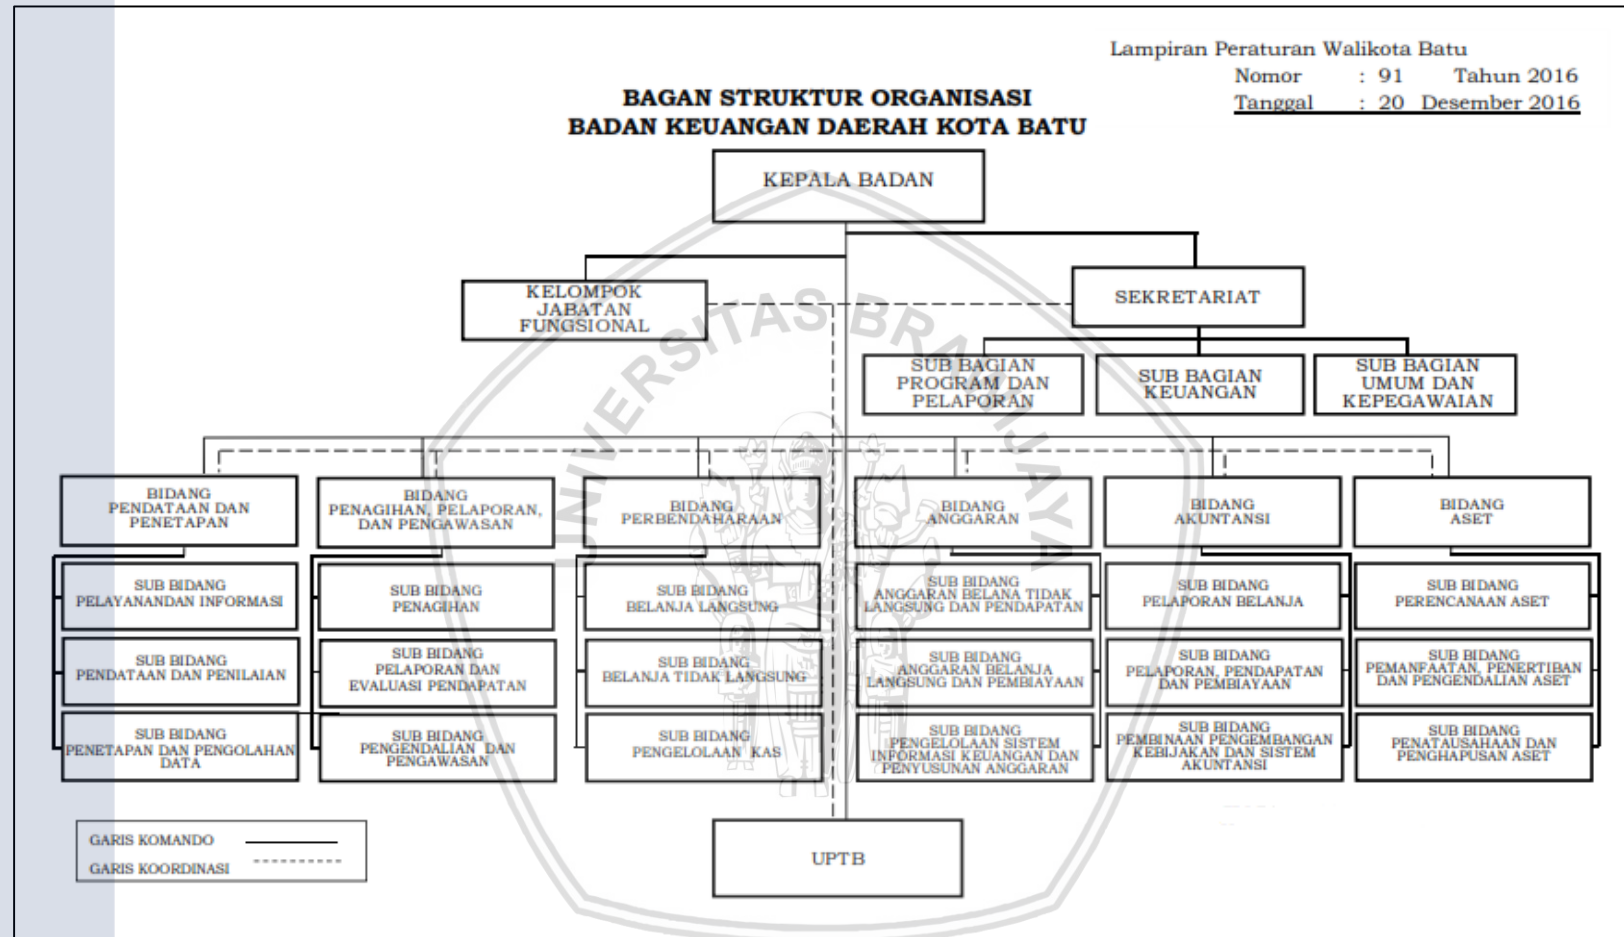 Lampiran Peraturan Walikota Batu
Nomor : 91 Tahun 2016
Tanggal : 20 Desember 2016
BAGAN STRUKTUR ORGANISASI
BADAN KEUANGAN DAERAH KOTA BATU
KEPALA BADAN
KELOMPOK
JABATAN
FUNGSIONAL
SEKRETARIAT
SUB BAGIAN
PROGRAM DAN
PELAPORAN
SUB BAGIAN
KEUANGAN
SUB BAGIAN
UMUM DAN
KEPEGAWAIAN
UNIVERSITAS BRAWIJAYA
BIDANG
PENDATAAN DAN
PENETAPAN
BIDANG
PENAGIHAN, PELAPORAN,
DAN PENGAWASAN
BIDANG
PERBENDAHARAAN
BIDANG
ANGGARAN
BIDANG
AKUNTANSI
BIDANG
ASET
SUB BIDANG
PELAYANANDAN INFORMASI
SUB BIDANG
PENAGIHAN
SUB BIDANG
BELANJA LANGSUNG
SUB BIDANG
ANGGARAN BELANA TIDAK
LANGSUNG DAN PENDAPATAN
SUB BIDANG
PELAPORAN BELANJA
SUB BIDANG
PERENCANAAN ASET
SUB BIDANG
PENDATAAN DAN PENILAIAN
SUB BIDANG
PELAPORAN DAN
EVALUASI PENDAPATAN
SUB BIDANG
BELANJA TIDAK LANGSUNG
SUB BIDANG
ANGGARAN BELANJA
LANGSUNG DAN PEMBIAYAAN
SUB BIDANG
PELAPORAN, PENDAPATAN
DAN PEMBIAYAAN
SUB BIDANG
PEMANFAATAN, PENERTIBAN
DAN PENGENDALIAN ASET
SUB BIDANG
PENETAPAN DAN PENGOLAHAN
DATA
SUB BIDANG
PENGENDALIAN DAN
PENGAWASAN
SUB BIDANG
PENGELOLAAN KAS
SUB BIDANG
PENGELOLAAN SISTEM
INFORMASI KEUANGAN DAN
PENYUSUNAN ANGGARAN
SUB BIDANG
PEMBINAAN PENGEMBANGAN
KEBIJAKAN DAN SISTEM
AKUNTANSI
SUB BIDANG
PENATAUSAHAAN DAN
PENGHAPUSAN ASET
GARIS KOMANDO
GARIS KOORDINASI
UPTB